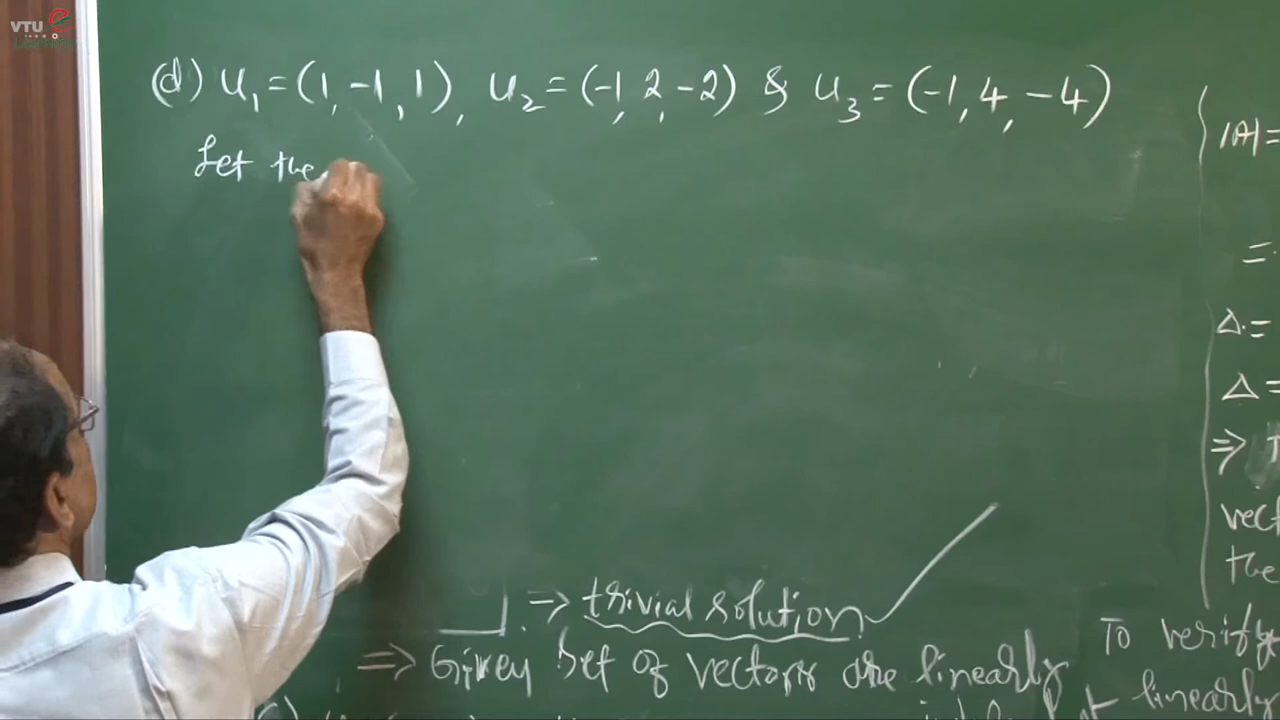 VTU e
(d) u₁ = (1, -1, 1), u₂ = (-1, 2, -2) & u₃ = (-1, 4, -4)
Let the
⇒ trivial solution
⇒ Given set of vectors are linearly
|A| =
=
Δ =
Δ =
⇒
vect
the
To verify
linearly